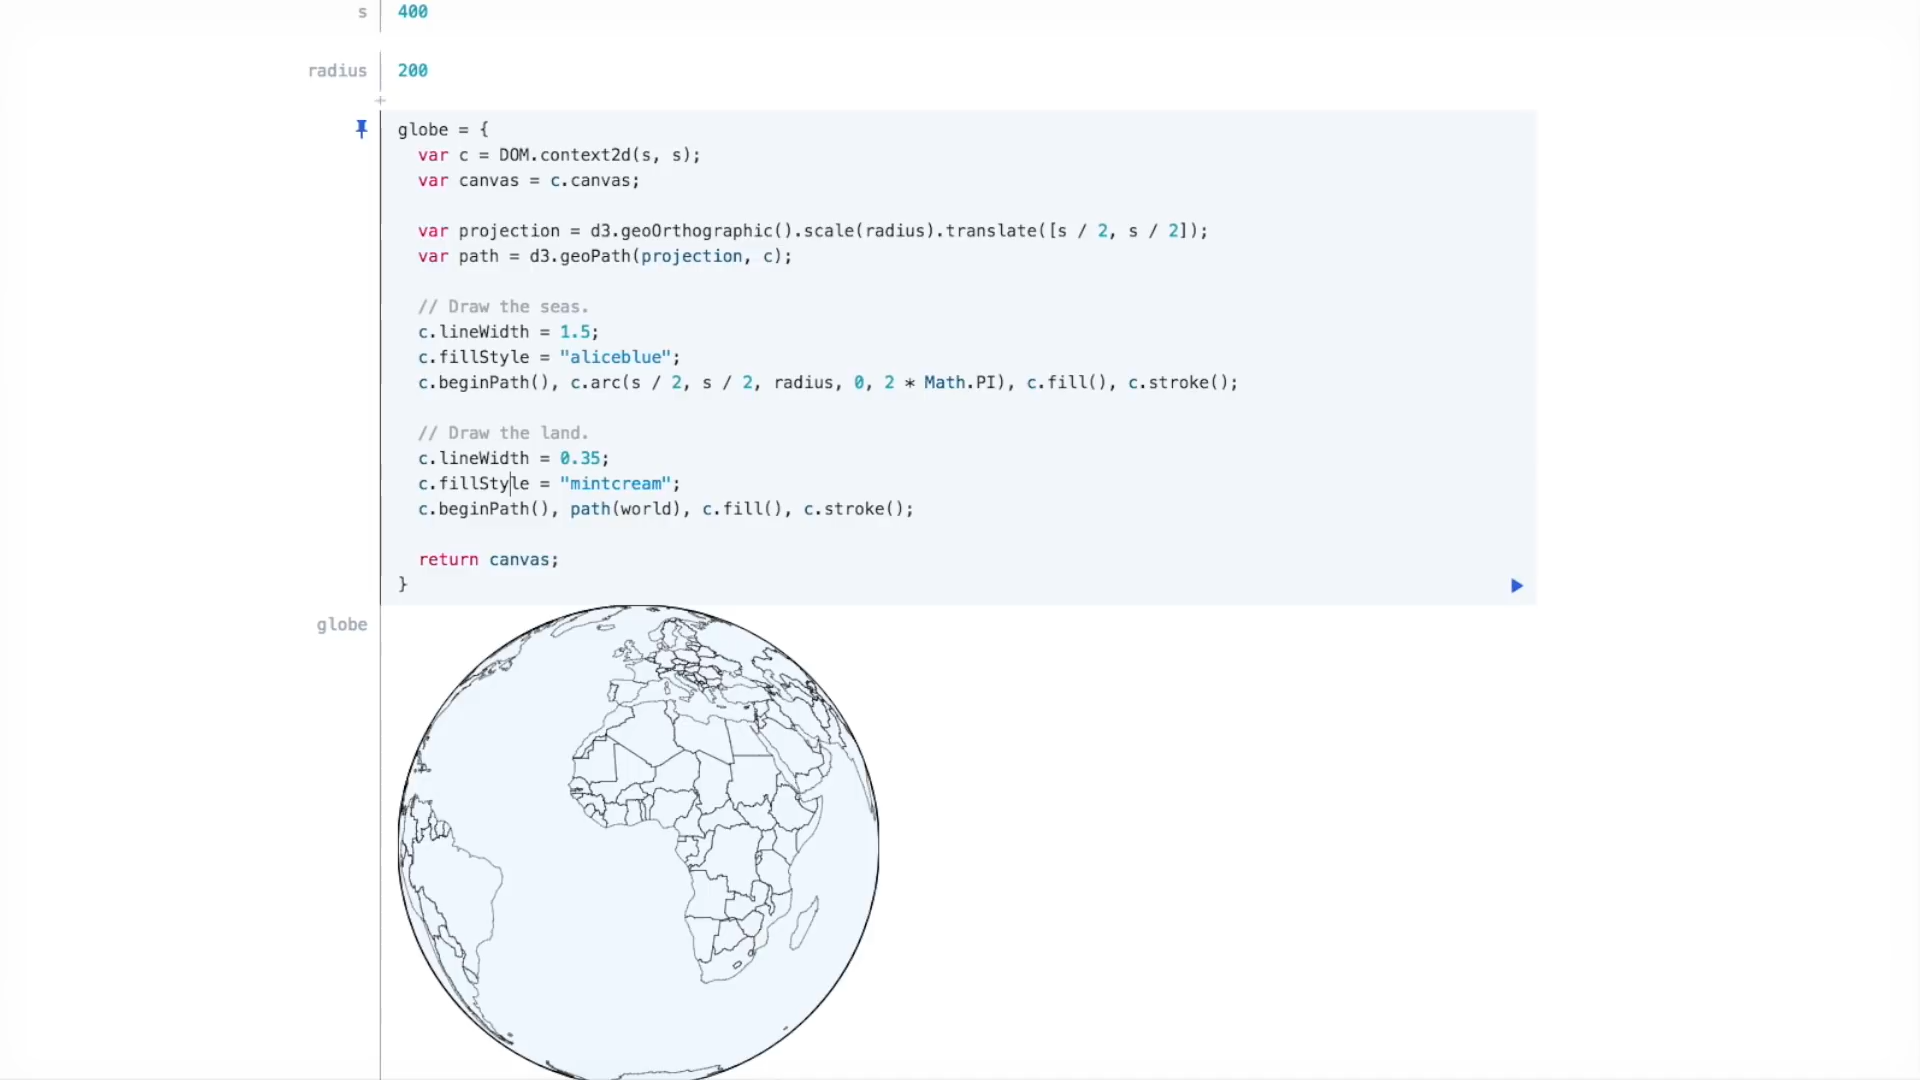 s 400
radius 200
globe = {
  var c = DOM.context2d(s, s);
  var canvas = c.canvas;
  var projection = d3.geoOrthographic().scale(radius).translate([s / 2, s / 2]);
  var path = d3.geoPath(projection, c);
  // Draw the seas.
  c.lineWidth = 1.5;
  c.fillStyle = "aliceblue";
  c.beginPath(), c.arc(s / 2, s / 2, radius, 0, 2 * Math.PI), c.fill(), c.stroke();
  // Draw the land.
  c.lineWidth = 0.35;
  c.fillStyle = "mintcream";
  c.beginPath(), path(world), c.fill(), c.stroke();
  return canvas;
}
globe